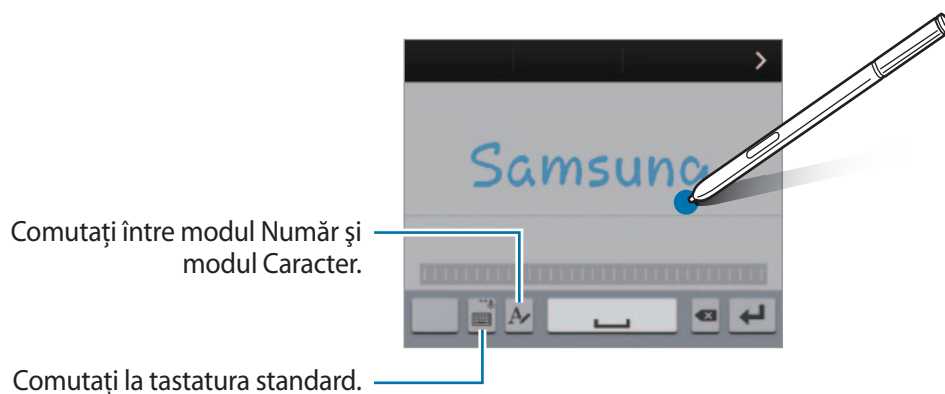 Samsung
Comutați între modul Număr şi
modul Caracter.
Comutați la tastatura standard.